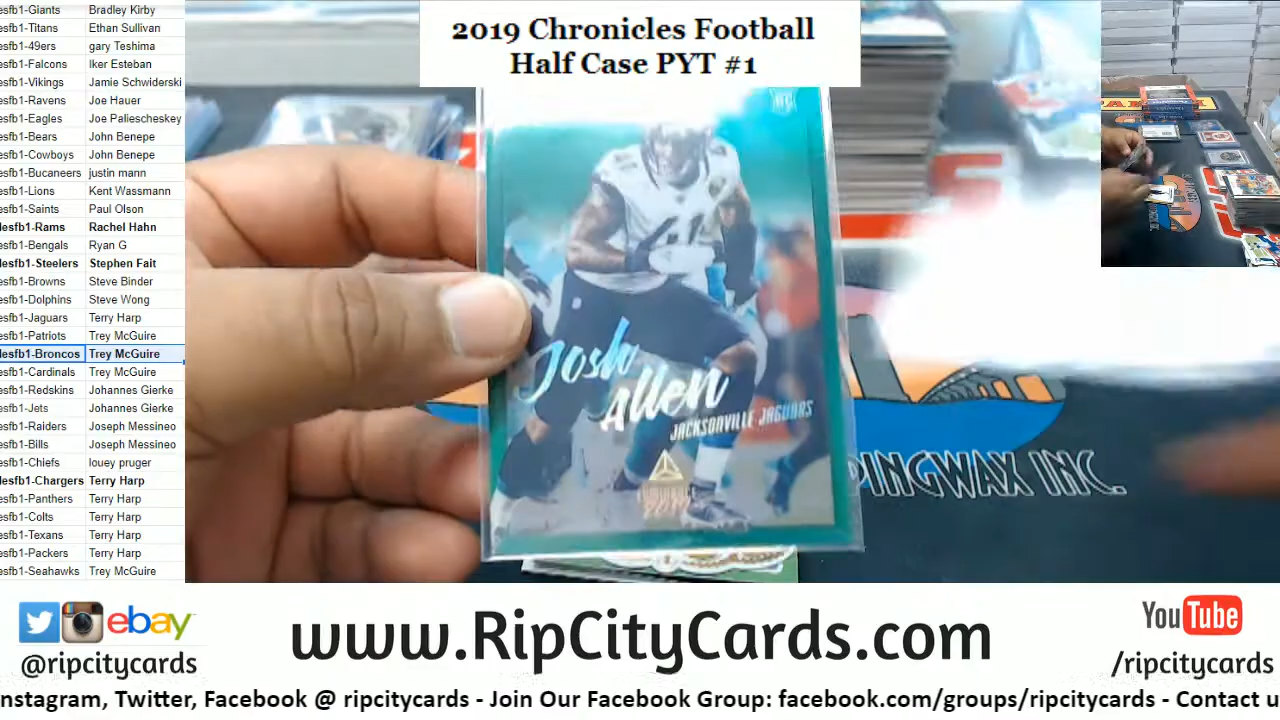 2019 Chronicles Football
Half Case PYT #1
esfb1-Giants Bradley Kirby
esfb1-Titans Ethan Sullivan
esfb1-49ers gary Teshima
esfb1-Falcons Iker Esteban
esfb1-Vikings Jamie Schwiderski
esfb1-Ravens Joe Hauer
esfb1-Eagles Joe Paliescheskey
esfb1-Bears John Benepe
esfb1-Cowboys John Benepe
esfb1-Bucaneers justin mann
esfb1-Lions Kent Wassmann
esfb1-Saints Paul Olson
lesfb1-Rams Rachel Hahn
esfb1-Bengals Ryan G
lesfb1-Steelers Stephen Fait
esfb1-Browns Steve Binder
esfb1-Dolphins Steve Wong
esfb1-Jaguars Terry Harp
esfb1-Patriots Trey McGuire
lesfb1-Broncos Trey McGuire
esfb1-Cardinals Trey McGuire
esfb1-Redskins Johannes Gierke
esfb1-Jets Johannes Gierke
esfb1-Raiders Joseph Messineo
esfb1-Bills Joseph Messineo
esfb1-Chiefs louey pruger
esfb1-Chargers Terry Harp
esfb1-Panthers Terry Harp
esfb1-Colts Terry Harp
esfb1-Texans Terry Harp
esfb1-Packers Terry Harp
esfb1-Seahawks Trey McGuire
41
Josh
Allen
JACKSONVILLE JAGUARS
PINGWAX INC.
ebay
@ripcitycards
www.RipCityCards.com
YouTube
/ripcitycards
nstagram, Twitter, Facebook @ ripcitycards - Join Our Facebook Group: facebook.com/groups/ripcitycards - Contact u